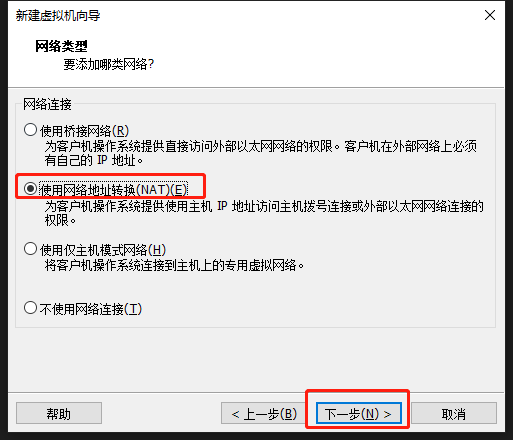 新建虚拟机向导
网络类型
要添加哪类网络?
网络连接
使用桥接网络(R)
为客户机操作系统提供直接访问外部以太网网络的权限。客户机在外部网络上必须
有自己的 IP 地址。
使用网络地址转换(NAT)(E)
为客户机操作系统提供使用主机 IP 地址访问主机拨号连接或外部以太网网络连接的
权限。
使用仅主机模式网络(H)
将客户机操作系统连接到主机上的专用虚拟网络。
不使用网络连接(T)
帮助
< 上一步(B)
下一步(N) >
取消